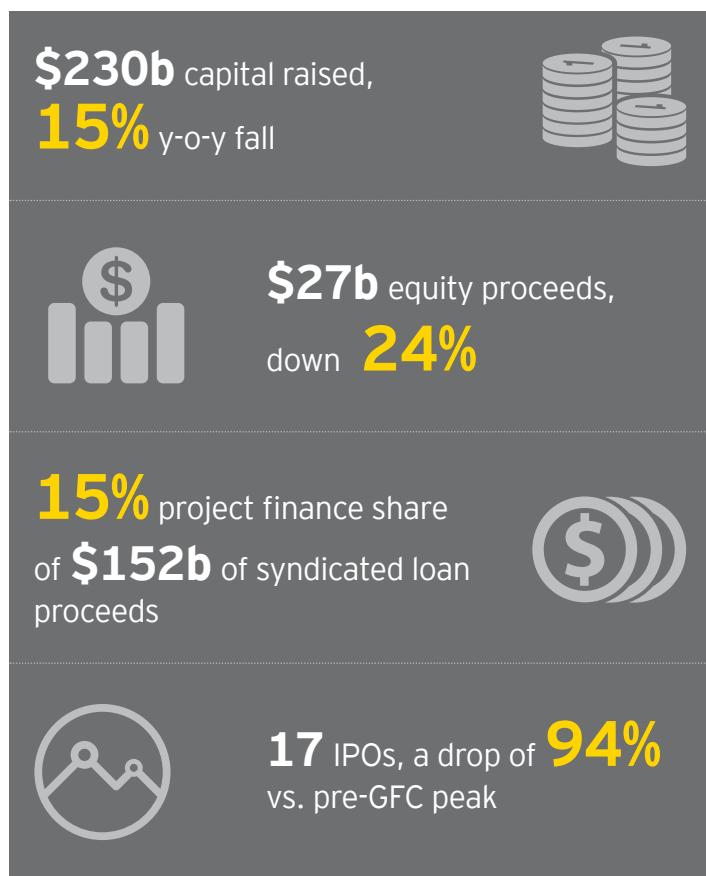 $230b capital raised,
15% y-o-y fall
$
$27b equity proceeds,
down 24%
15% project finance share
of $152b of syndicated loan
proceeds
$
17 IPOs, a drop of 94%
vs. pre-GFC peak